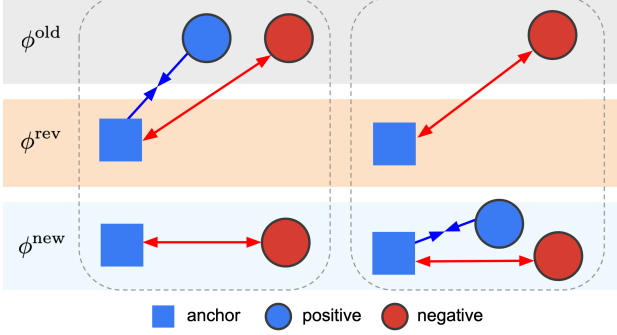 ϕ^old
ϕ^rev
ϕ^new
anchor positive negative